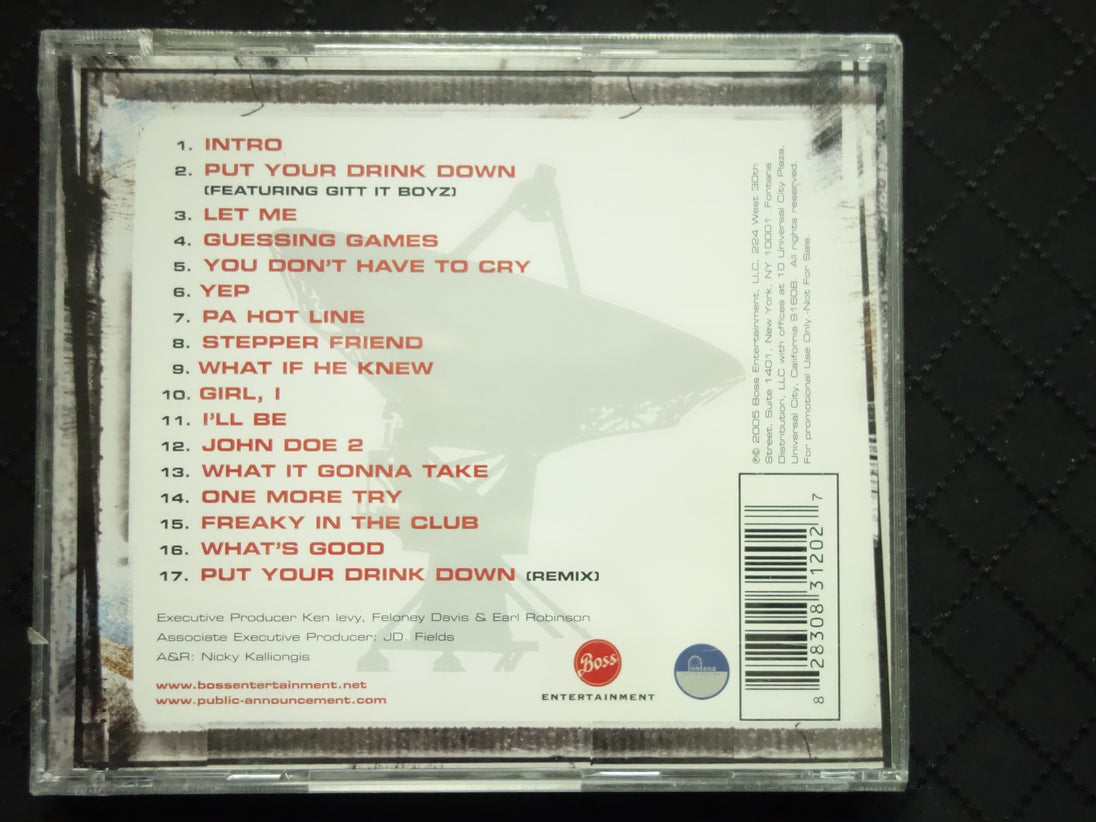 1. INTRO
2. PUT YOUR DRINK DOWN
(FEATURING GITT IT BOYZ)
3. LET ME
4. GUESSING GAMES
5. YOU DON'T HAVE TO CRY
6. YEP
7. PA HOT LINE
8. STEPPER FRIEND
9. WHAT IF HE KNEW
10. GIRL, I
11. I'LL BE
12. JOHN DOE 2
13. WHAT IT GONNA TAKE
14. ONE MORE TRY
15. FREAKY IN THE CLUB
16. WHAT'S GOOD
17. PUT YOUR DRINK DOWN (REMIX)
Executive Producer Ken levy, Feloney Davis & Earl Robinson
Associate Executive Producer: JD. Fields
A&R: Nicky Kalliongis
www.bossentertainment.net
www.public-announcement.com
Boss
ENTERTAINMENT
fontana
℗© 2005 Boss Entertainment, LLC, 224 West 30th
Street, Suite 1401, New York, NY 10001. Fontana
Distribution, LLC with offices at 10 Universal City Plaza,
Universal City, California 91608. All rights reserved.
For promotional Use Only -Not For Sale.
8 28308 31202 7